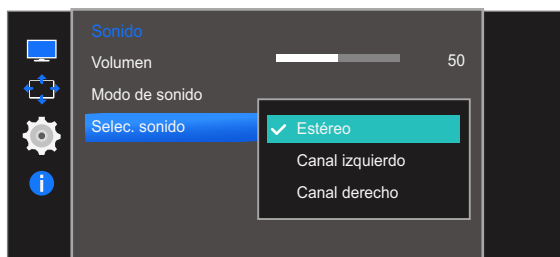 Sonido
Volumen 50
Modo de sonido
Selec. sonido
Estéreo
Canal izquierdo
Canal derecho